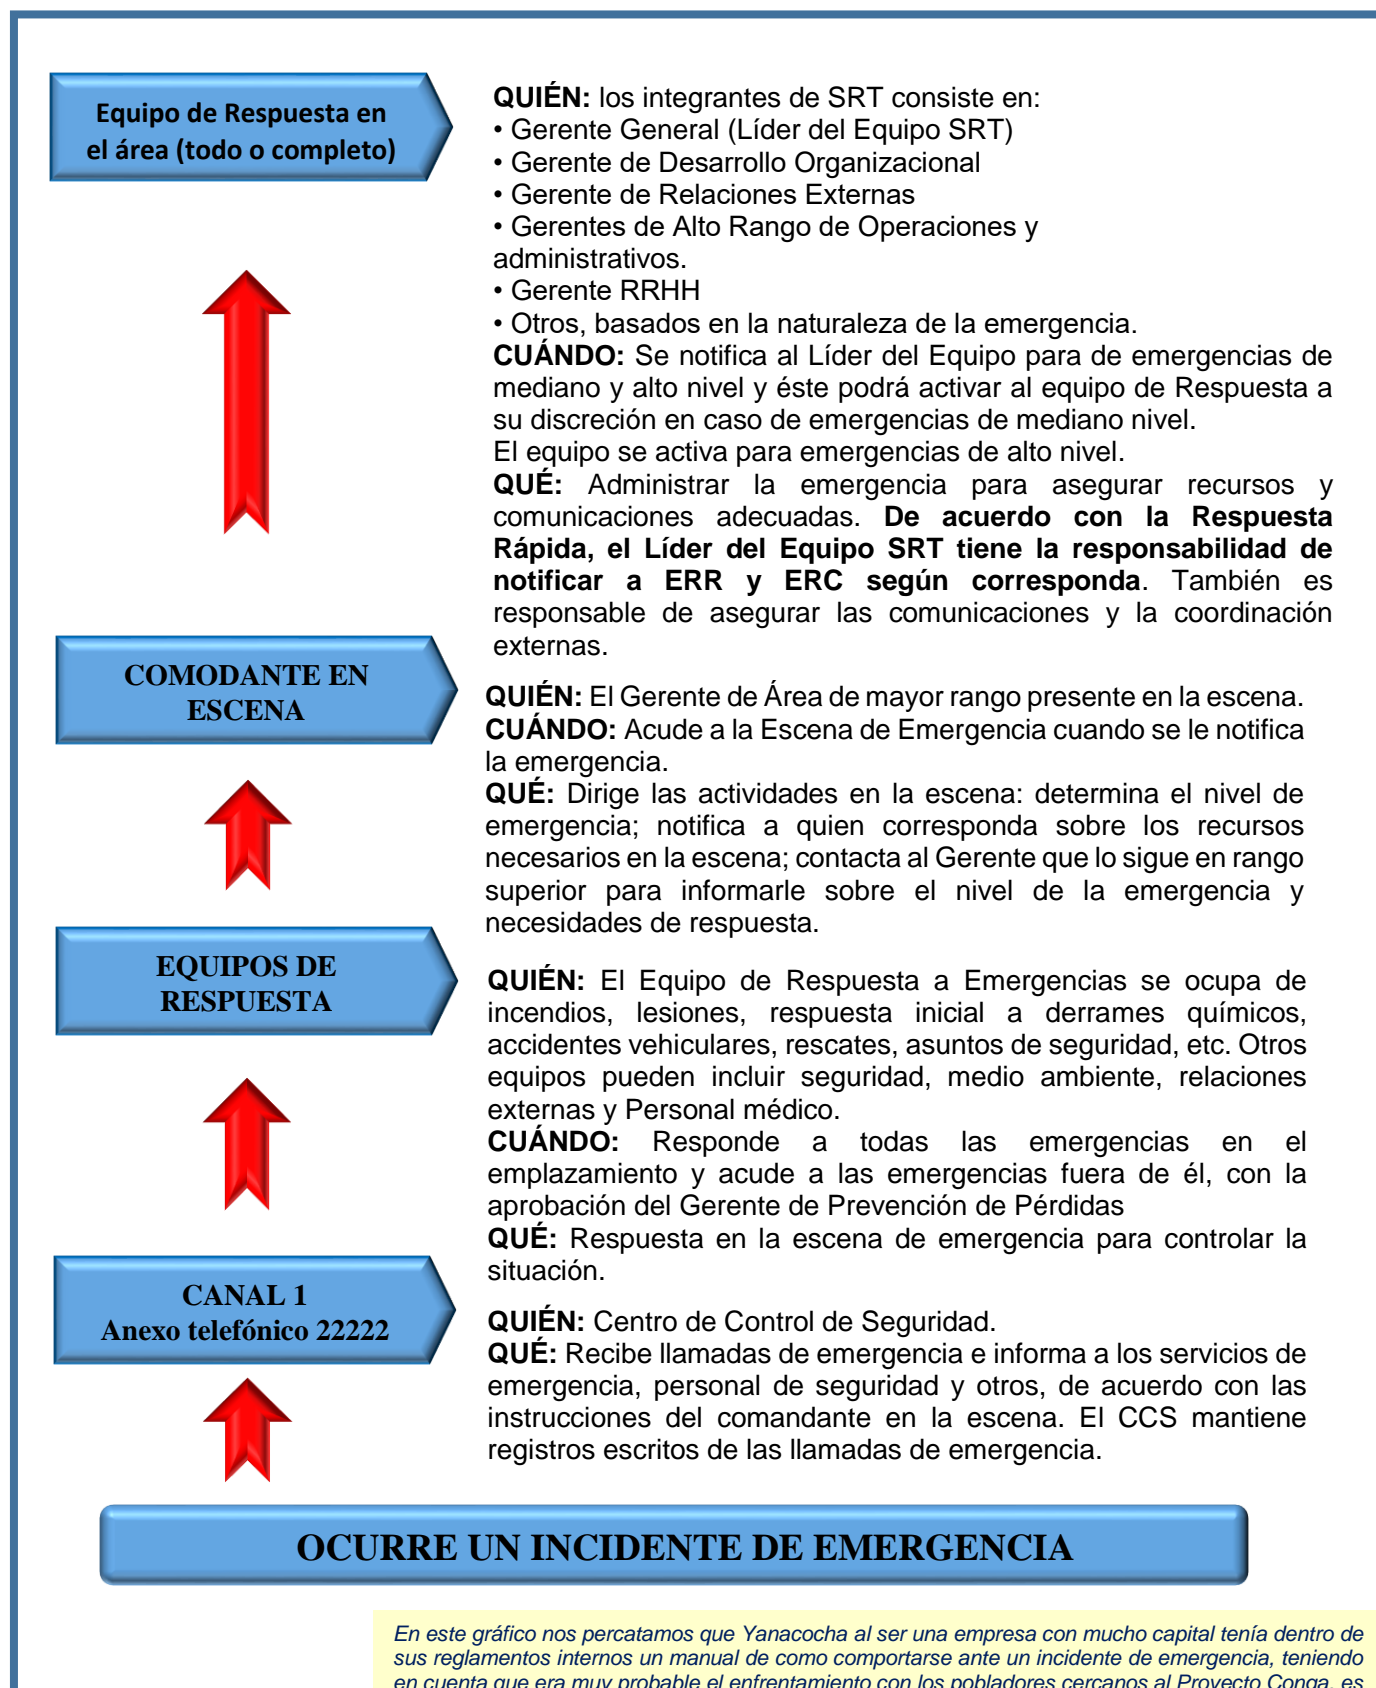 Equipo de Respuesta en
el área (todo o completo)
QUIÉN: los integrantes de SRT consiste en:
• Gerente General (Líder del Equipo SRT)
• Gerente de Desarrollo Organizacional
• Gerente de Relaciones Externas
• Gerentes de Alto Rango de Operaciones y
administrativos.
• Gerente RRHH
• Otros, basados en la naturaleza de la emergencia.
CUÁNDO: Se notifica al Líder del Equipo para de emergencias de
mediano y alto nivel y éste podrá activar al equipo de Respuesta a
su discreción en caso de emergencias de mediano nivel.
El equipo se activa para emergencias de alto nivel.
QUÉ: Administrar la emergencia para asegurar recursos y
comunicaciones adecuadas. De acuerdo con la Respuesta
Rápida, el Líder del Equipo SRT tiene la responsabilidad de
notificar a ERR y ERC según corresponda. También es
responsable de asegurar las comunicaciones y la coordinación
externas.
COMODANTE EN
ESCENA
QUIÉN: El Gerente de Área de mayor rango presente en la escena.
CUÁNDO: Acude a la Escena de Emergencia cuando se le notifica
la emergencia.
QUÉ: Dirige las actividades en la escena: determina el nivel de
emergencia; notifica a quien corresponda sobre los recursos
necesarios en la escena; contacta al Gerente que lo sigue en rango
superior para informarle sobre el nivel de la emergencia y
necesidades de respuesta.
EQUIPOS DE
RESPUESTA
QUIÉN: El Equipo de Respuesta a Emergencias se ocupa de
incendios, lesiones, respuesta inicial a derrames químicos,
accidentes vehiculares, rescates, asuntos de seguridad, etc. Otros
equipos pueden incluir seguridad, medio ambiente, relaciones
externas y Personal médico.
CUÁNDO: Responde a todas las emergencias en el
emplazamiento y acude a las emergencias fuera de él, con la
aprobación del Gerente de Prevención de Pérdidas
QUÉ: Respuesta en la escena de emergencia para controlar la
situación.
CANAL 1
Anexo telefónico 22222
QUIÉN: Centro de Control de Seguridad.
QUÉ: Recibe llamadas de emergencia e informa a los servicios de
emergencia, personal de seguridad y otros, de acuerdo con las
instrucciones del comandante en la escena. El CCS mantiene
registros escritos de las llamadas de emergencia.
OCURRE UN INCIDENTE DE EMERGENCIA
En este gráfico nos percatamos que Yanacocha al ser una empresa con mucho capital tenía dentro de
sus reglamentos internos un manual de como comportarse ante un incidente de emergencia, teniendo
en cuenta que era muy probable el enfrentamiento con los pobladores cercanos al Proyecto Conga, es